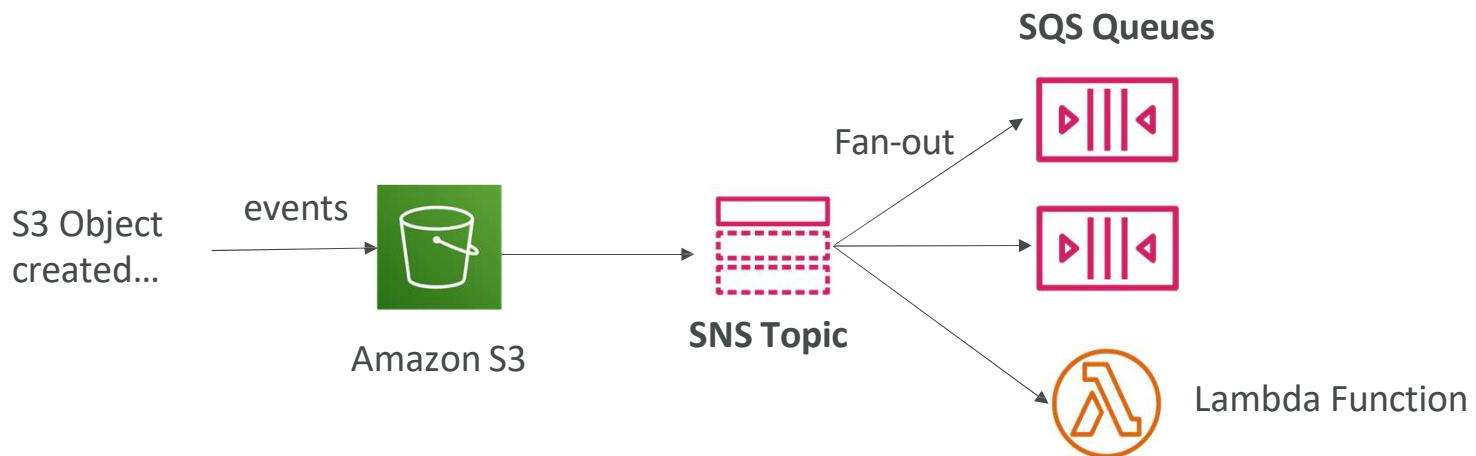 SQS Queues
Fan-out
events
S3 Object
created...
Amazon S3
SNS Topic
Lambda Function